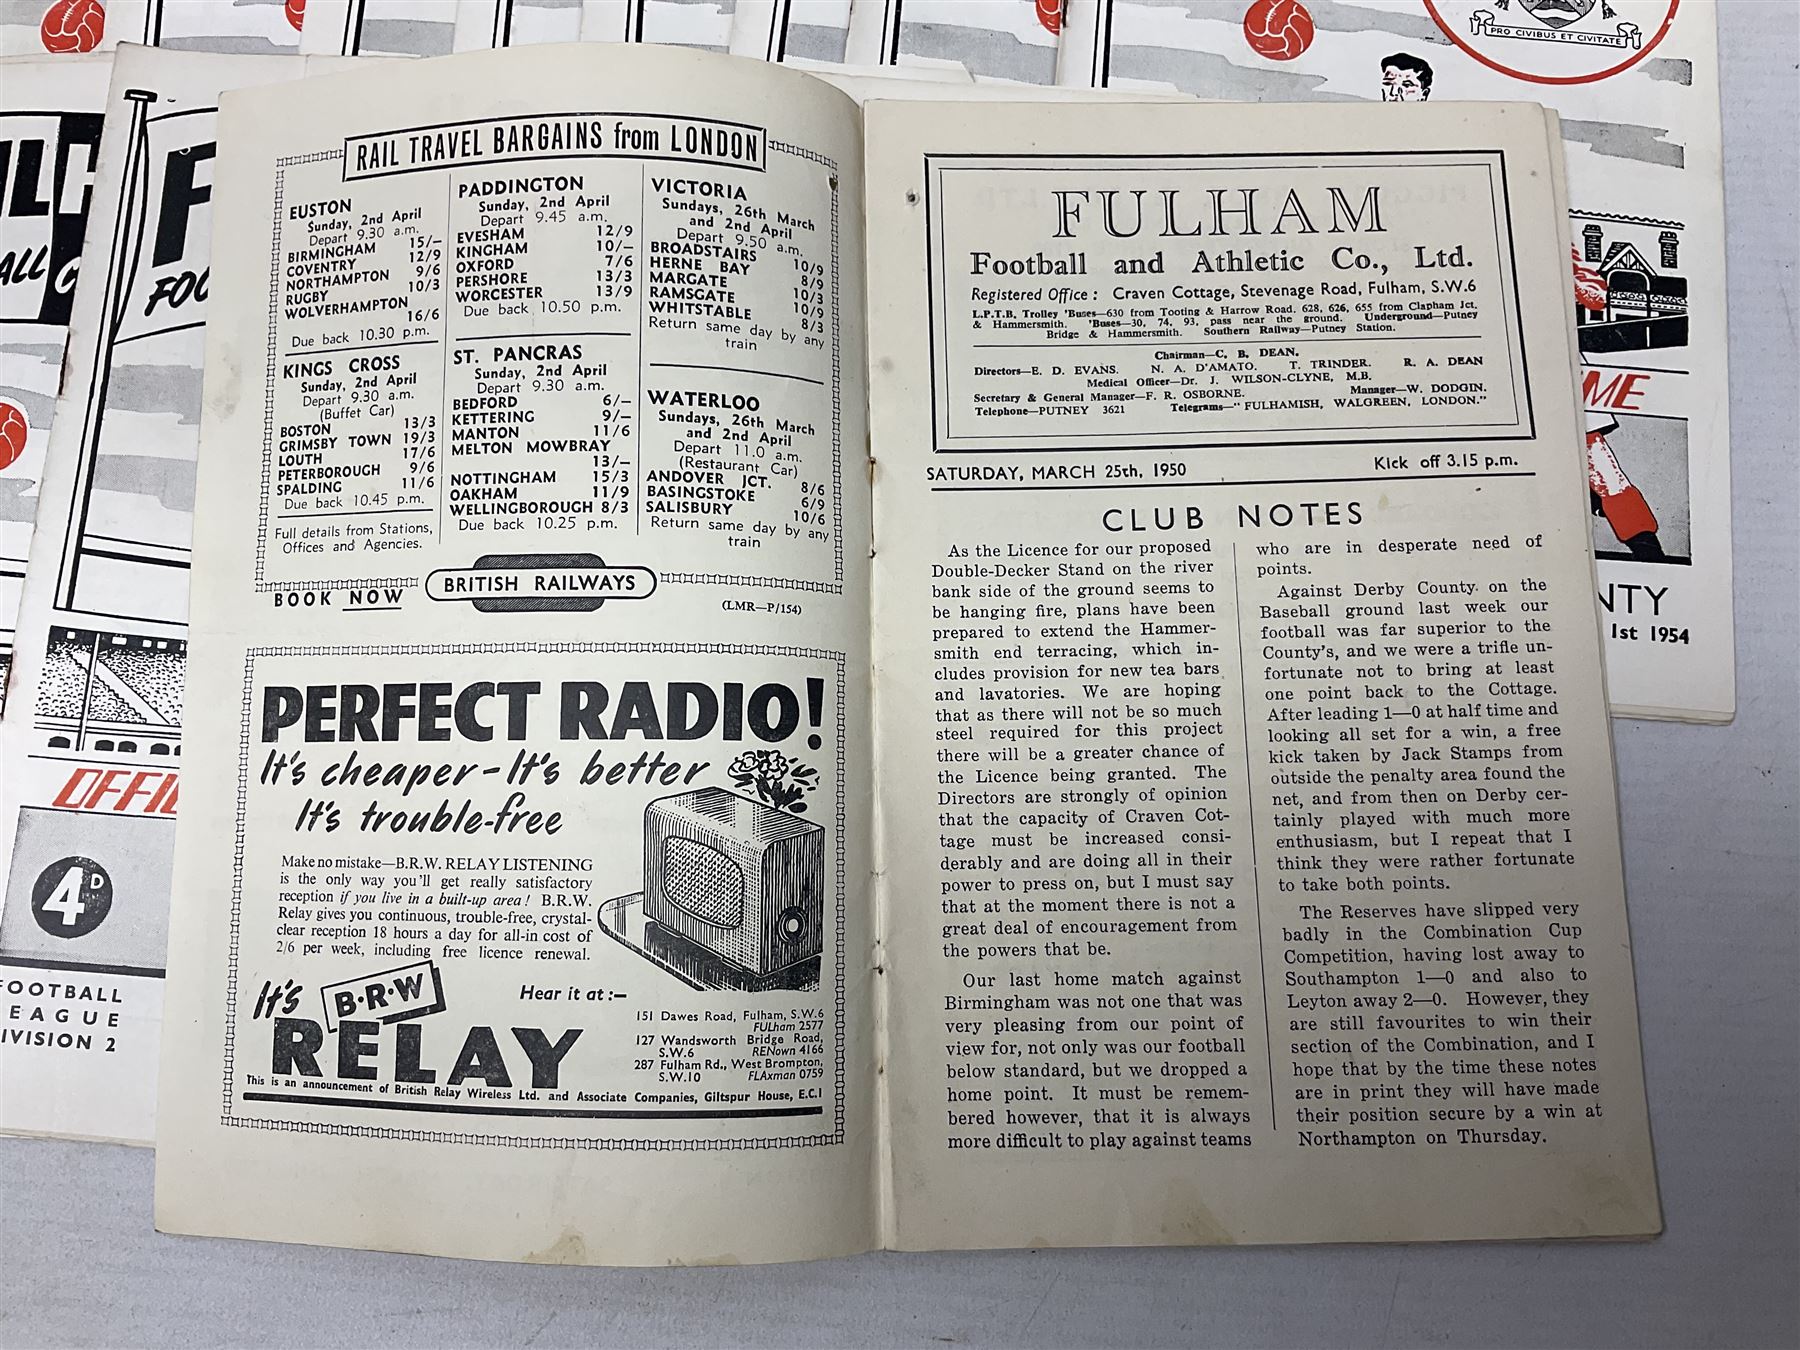 RAIL TRAVEL BARGAINS from LONDON
EUSTON
Sunday, 2nd April
Depart 9.30 a.m.
BIRMINGHAM 15/–
COVENTRY 12/9
NORTHAMPTON 9/6
RUGBY 10/3
WOLVERHAMPTON
16/6
Due back 10.30 p.m.
KINGS CROSS
Sunday, 2nd April
Depart 9.30 a.m.
(Buffet Car)
BOSTON 13/3
GRIMSBY TOWN 19/3
LOUTH 17/6
PETERBOROUGH 9/6
SPALDING 11/6
Due back 10.45 p.m.
Full details from Stations,
Offices and Agencies.
PADDINGTON
Sunday, 2nd April
Depart 9.45 a.m.
EVESHAM 12/9
KINGHAM 10/–
OXFORD 7/6
PERSHORE 13/3
WORCESTER 13/9
Due back 10.50 p.m.
ST. PANCRAS
Sunday, 2nd April
Depart 9.30 a.m.
BEDFORD 6/–
KETTERING 9/–
MANTON 11/6
MELTON MOWBRAY
13/–
NOTTINGHAM 15/3
OAKHAM 11/9
WELLINGBOROUGH 8/3
Due back 10.25 p.m.
VICTORIA
Sundays, 26th March
and 2nd April
Depart 9.50 a.m.
BROADSTAIRS 10/9
HERNE BAY 8/9
MARGATE 10/3
RAMSGATE 10/9
WHITSTABLE 8/3
Return same day by any
train
WATERLOO
Sundays, 26th March
and 2nd April
Depart 11.0 a.m.
(Restaurant Car)
ANDOVER JCT. 8/6
BASINGSTOKE 6/9
SALISBURY 10/6
Return same day by any
train
BOOK NOW
BRITISH RAILWAYS
(LMR—P/154)
PERFECT RADIO!
It's cheaper – It's better
It's trouble-free
Make no mistake—B.R.W. RELAY LISTENING
is the only way you'll get really satisfactory
reception if you live in a built-up area! B.R.W.
Relay gives you continuous, trouble-free, crystal-
clear reception 18 hours a day for all-in cost of
2/6 per week, including free licence renewal.
It's B·R·W
RELAY
Hear it at :—
151 Dawes Road, Fulham, S.W.6
FULham 2577
127 Wandsworth Bridge Road,
S.W.6 RENown 4166
287 Fulham Rd., West Brompton,
S.W.10 FLAxman 0759
This is an announcement of British Relay Wireless Ltd. and Associate Companies, Giltspur House, E.C.1
FULHAM
Football and Athletic Co., Ltd.
Registered Office : Craven Cottage, Stevenage Road, Fulham, S.W.6
L.P.T.B. Trolley 'Buses—630 from Tooting & Harrow Road. 628, 626, 655 from Clapham Jct.
& Hammersmith. 'Buses—30, 74, 93, pass near the ground. Underground—Putney
Bridge & Hammersmith. Southern Railway—Putney Station.
Chairman—C. B. DEAN.
Directors—E. D. EVANS. N. A. D'AMATO. T. TRINDER. R. A. DEAN
Medical Officer—Dr. J. WILSON-CLYNE, M.B.
Secretary & General Manager—F. R. OSBORNE. Manager—W. DODGIN.
Telephone—PUTNEY 3621 Telegrams—"FULHAMISH, WALGREEN, LONDON."
SATURDAY, MARCH 25th, 1950 Kick off 3.15 p.m.
CLUB NOTES
As the Licence for our proposed
Double-Decker Stand on the river
bank side of the ground seems to
be hanging fire, plans have been
prepared to extend the Hammer-
smith end terracing, which in-
cludes provision for new tea bars
and lavatories. We are hoping
that as there will not be so much
steel required for this project
there will be a greater chance of
the Licence being granted. The
Directors are strongly of opinion
that the capacity of Craven Cot-
tage must be increased consi-
derably and are doing all in their
power to press on, but I must say
that at the moment there is not a
great deal of encouragement from
the powers that be.
Our last home match against
Birmingham was not one that was
very pleasing from our point of
view for, not only was our football
below standard, but we dropped a
home point. It must be remem-
bered however, that it is always
more difficult to play against teams
who are in desperate need of
points.
Against Derby County on the
Baseball ground last week our
football was far superior to the
County's, and we were a trifle un-
fortunate not to bring at least
one point back to the Cottage.
After leading 1—0 at half time and
looking all set for a win, a free
kick taken by Jack Stamps from
outside the penalty area found the
net, and from then on Derby cer-
tainly played with much more
enthusiasm, but I repeat that I
think they were rather fortunate
to take both points.
The Reserves have slipped very
badly in the Combination Cup
Competition, having lost away to
Southampton 1—0 and also to
Leyton away 2—0. However, they
are still favourites to win their
section of the Combination, and I
hope that by the time these notes
are in print they will have made
their position secure by a win at
Northampton on Thursday.
PRO CIVIBUS ET CIVITATE
1st 1954
4D
FOOTBALL
LEAGUE
DIVISION 2